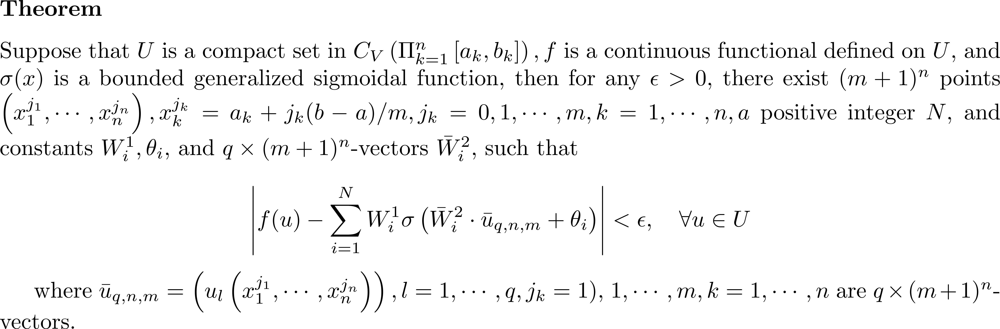 Theorem
Suppose that $U$ is a compact set in $C_V\left(\Pi_{k=1}^n\left[a_k, b_k\right]\right), f$ is a continuous functional defined on $U$, and
$\sigma(x)$ is a bounded generalized sigmoidal function, then for any $\epsilon > 0$, there exist $(m+1)^n$ points
$\left(x_1^{j_1}, \cdots, x_n^{j_n}\right), x_k^{j_k} = a_k + j_k(b-a)/m, j_k = 0, 1, \cdots, m, k = 1, \cdots, n, a$ positive integer $N$, and
constants $W_i^1, \theta_i$, and $q \times (m+1)^n$-vectors $\bar{W}_i^2$, such that
$$\left|f(u) - \sum_{i=1}^N W_i^1 \sigma\left(\bar{W}_i^2 \cdot \bar{u}_{q,n,m} + \theta_i\right)\right| < \epsilon, \quad \forall u \in U$$
where $\bar{u}_{q,n,m} = \left(u_l\left(x_1^{j_1}, \cdots, x_n^{j_n}\right)\right), l = 1, \cdots, q, j_k = 1), 1, \cdots, m, k = 1, \cdots, n$ are $q \times (m+1)^n$-
vectors.